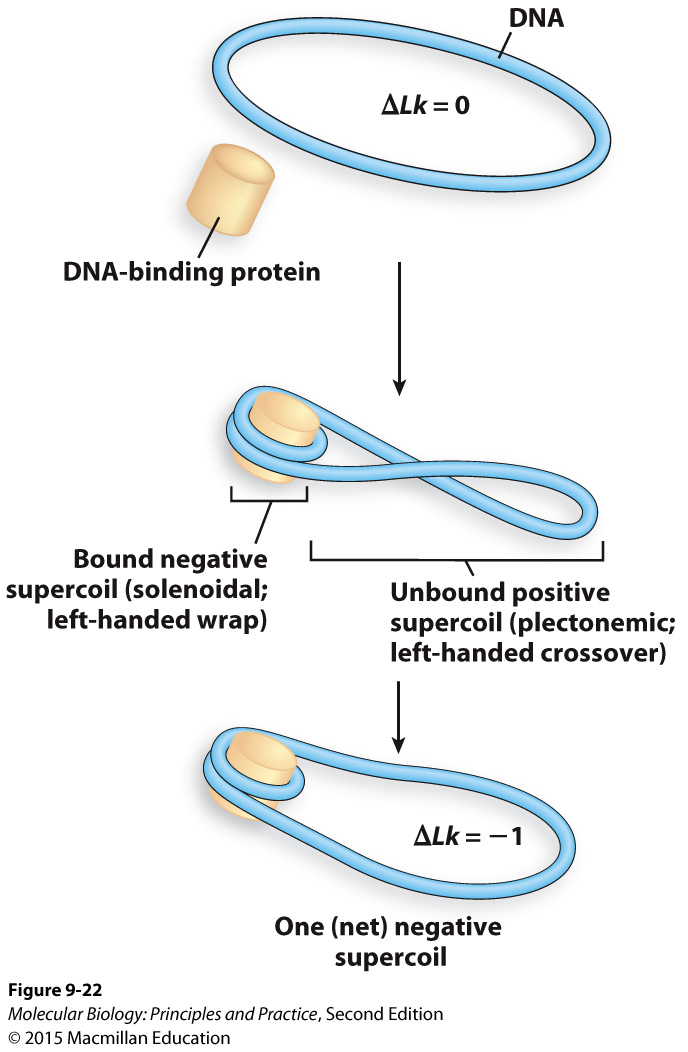 DNA
ΔLk = 0
DNA-binding protein
Bound negative
supercoil (solenoidal;
left-handed wrap)
Unbound positive
supercoil (plectonemic;
left-handed crossover)
ΔLk = −1
One (net) negative
supercoil
Figure 9-22
Molecular Biology: Principles and Practice, Second Edition
© 2015 Macmillan Education